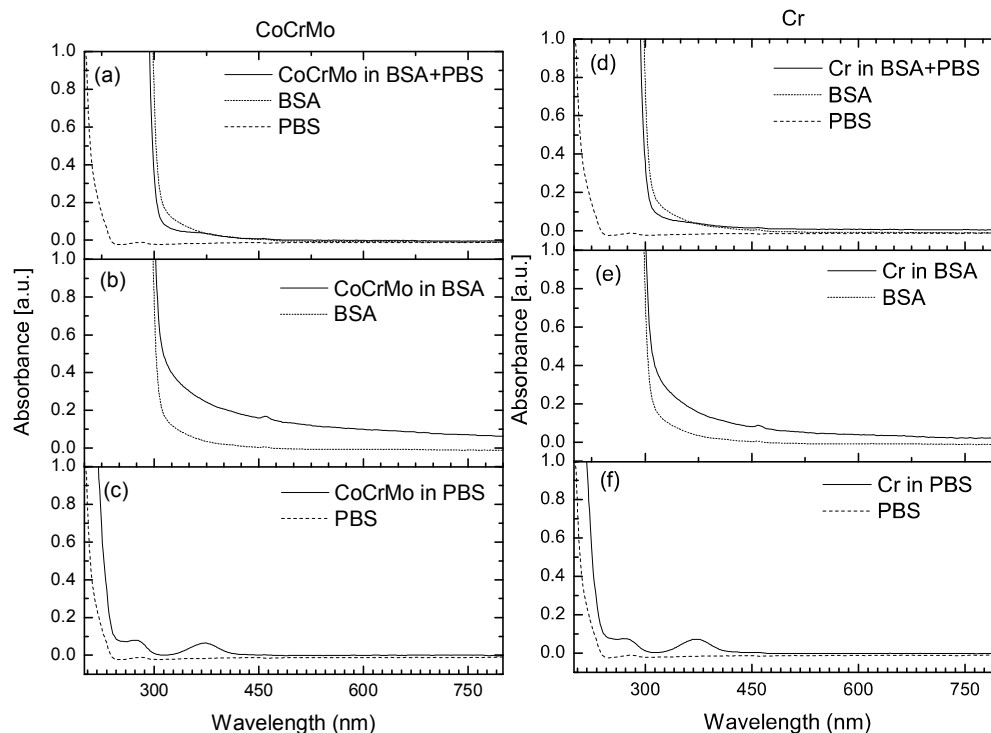 CoCrMo
1.0
0.8
0.6
0.4
0.2
0.0
(a)
CoCrMo in BSA+PBS
BSA
PBS
1.0
0.8
0.6
0.4
0.2
0.0
(b)
CoCrMo in BSA
BSA
1.0
0.8
0.6
0.4
0.2
0.0
(c)
CoCrMo in PBS
PBS
300 450 600 750
Absorbance [a.u.]
Wavelength (nm)
Cr
1.0
0.8
0.6
0.4
0.2
0.0
(d)
Cr in BSA+PBS
BSA
PBS
1.0
0.8
0.6
0.4
0.2
0.0
(e)
Cr in BSA
BSA
1.0
0.8
0.6
0.4
0.2
0.0
(f)
Cr in PBS
PBS
300 450 600 750
Absorbance [a.u.]
Wavelength (nm)